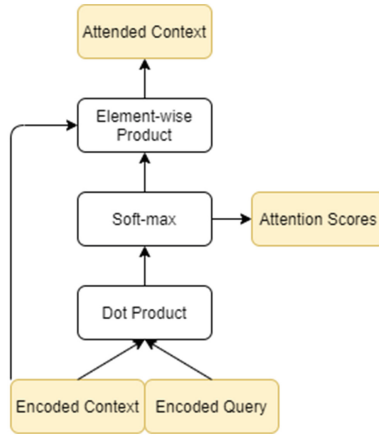 Attended Context
Element-wise
Product
Soft-max
Attention Scores
Dot Product
Encoded Context
Encoded Query